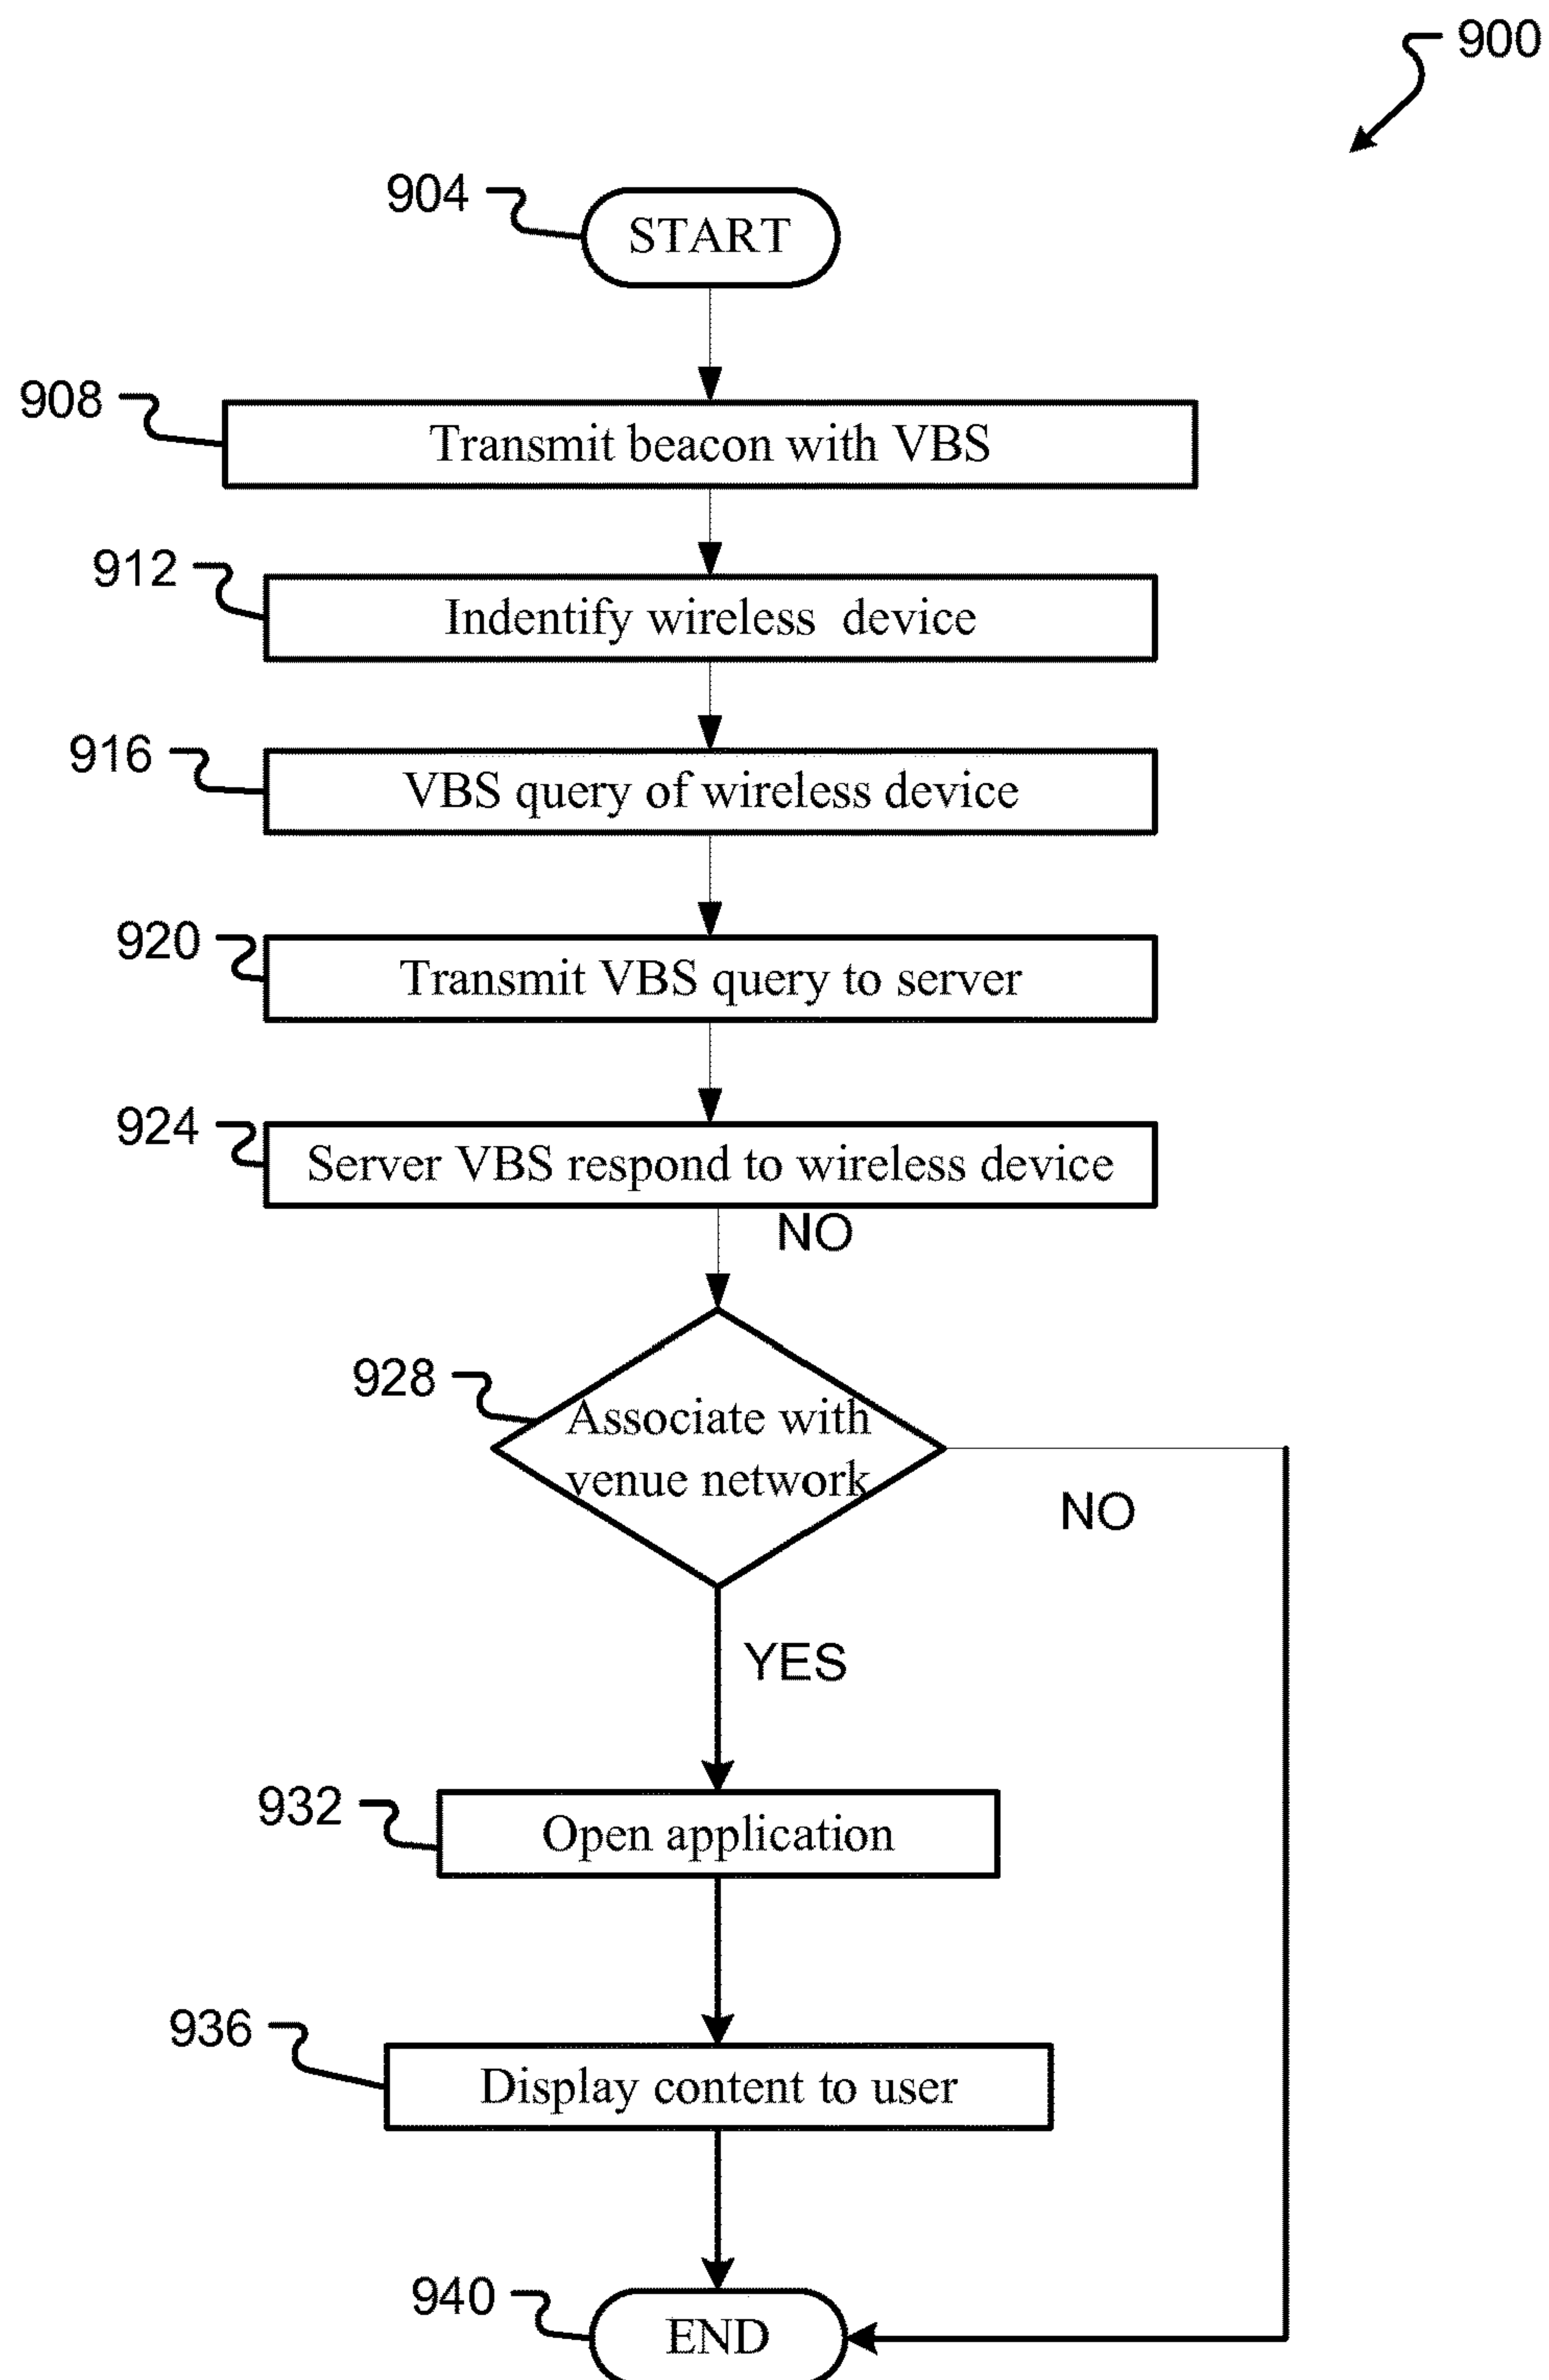 900
904
START
908
Transmit beacon with VBS
912
Indentify wireless device
916
VBS query of wireless device
920
Transmit VBS query to server
924
Server VBS respond to wireless device
NO
928
Associate with
venue network
NO
YES
932
Open application
936
Display content to user
940
END